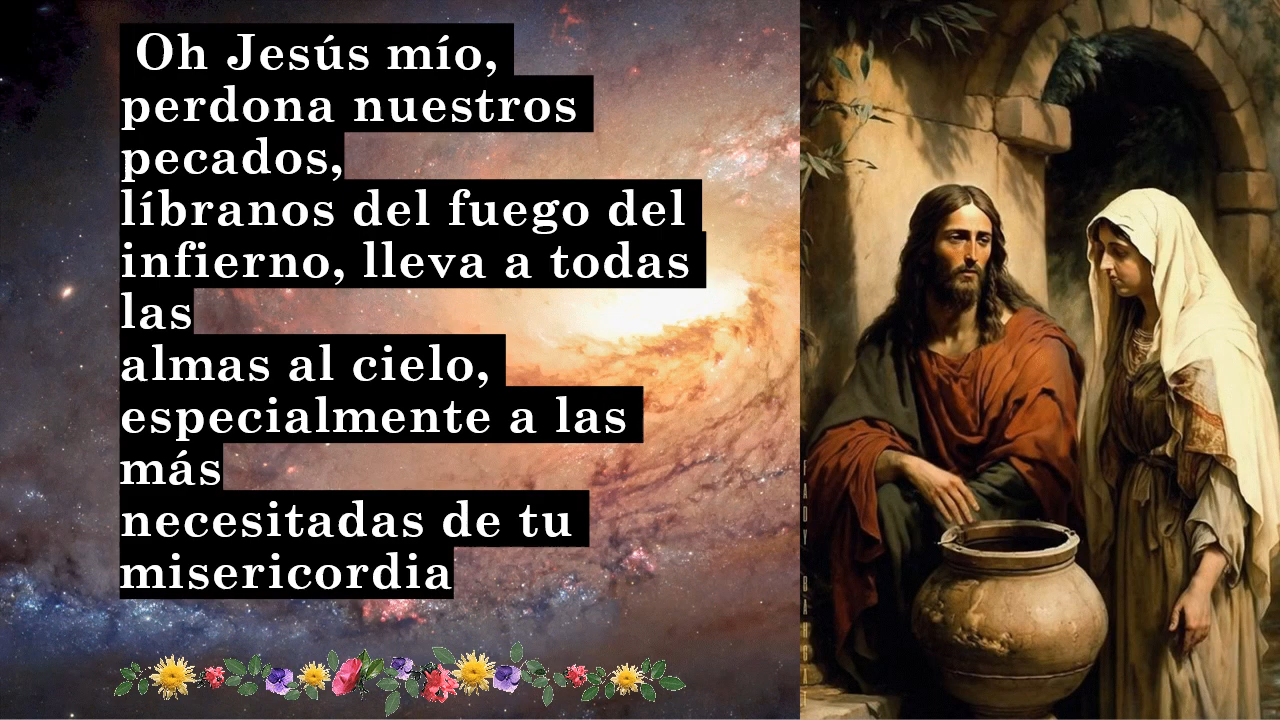 Oh Jesús mío,
perdona nuestros
pecados,
líbranos del fuego del
infierno, lleva a todas
las
almas al cielo,
especialmente a las
más
necesitadas de tu
misericordia